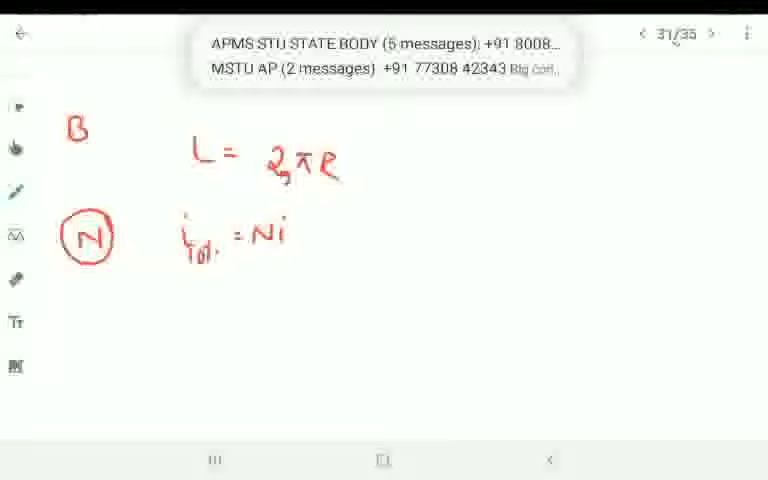 APMS STU STATE BODY (5 messages): +91 8008...
MSTU AP (2 messages) +91 77308 42343
31/35
B
L = 2πR
N
i tot. = Ni
Tт